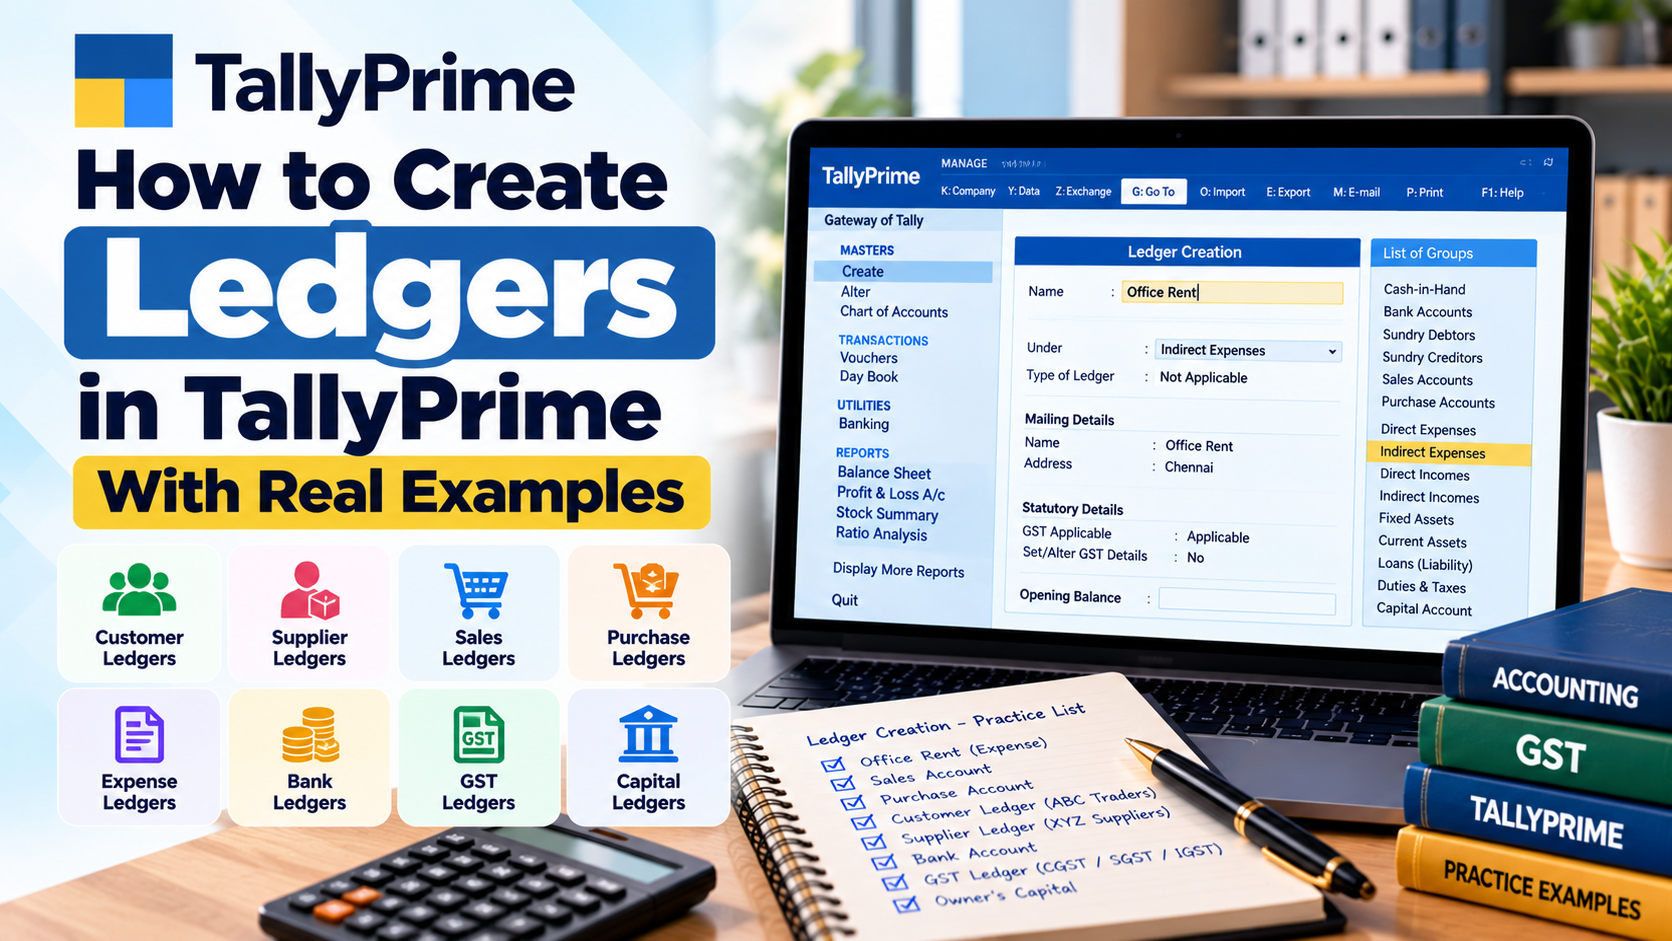 TallyPrime
How to Create
Ledgers
in TallyPrime
With Real Examples
Customer
Ledgers
Supplier
Ledgers
Sales
Ledgers
Purchase
Ledgers
Expense
Ledgers
Bank
Ledgers
GST
GST
Ledgers
Capital
Ledgers
TallyPrime
MANAGE
K: Company Y: Data Z: Exchange G: Go To O: Import E: Export M: E-mail P: Print F1: Help
Gateway of Tally
MASTERS
Create
Alter
Chart of Accounts
TRANSACTIONS
Vouchers
Day Book
UTILITIES
Banking
REPORTS
Balance Sheet
Profit & Loss A/c
Stock Summary
Ratio Analysis
Display More Reports
Quit
Ledger Creation
Name : Office Rent
Under : Indirect Expenses
Type of Ledger : Not Applicable
Mailing Details
Name : Office Rent
Address : Chennai
Statutory Details
GST Applicable : Applicable
Set/Alter GST Details : No
Opening Balance :
List of Groups
Cash-in-Hand
Bank Accounts
Sundry Debtors
Sundry Creditors
Sales Accounts
Purchase Accounts
Direct Expenses
Indirect Expenses
Direct Incomes
Indirect Incomes
Fixed Assets
Current Assets
Loans (Liability)
Duties & Taxes
Capital Account
Ledger Creation – Practice List
Office Rent (Expense)
Sales Account
Purchase Account
Customer Ledger (ABC Traders)
Supplier Ledger (XYZ Suppliers)
Bank Account
GST Ledger (CGST / SGST / IGST)
Owner's Capital
ACCOUNTING
GST
TALLYPRIME
PRACTICE EXAMPLES